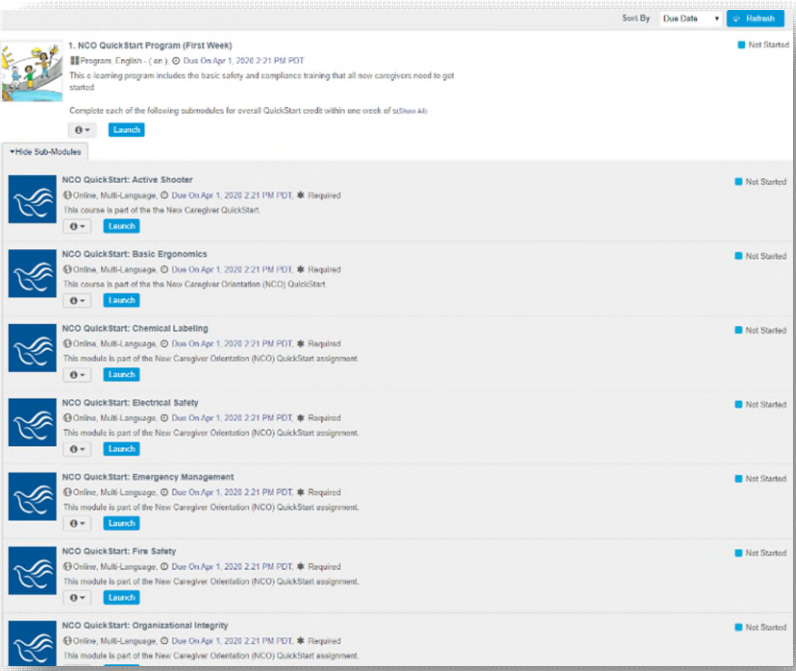 Sort By Due Date Refresh
1. NCO QuickStart Program (First Week)
Not Started
Program, English - ( en ), Due On Apr 1, 2020 2:21 PM PDT
This e-learning program includes the basic safety and compliance training that all new caregivers need to get
started.
Complete each of the following submodules for overall QuickStart credit within one week of s(Show All)
Launch
Hide Sub-Modules
NCO QuickStart: Active Shooter
Not Started
Online, Multi-Language, Due On Apr 1, 2020 2:21 PM PDT, Required
This course is part of the the New Caregiver QuickStart.
Launch
NCO QuickStart: Basic Ergonomics
Not Started
Online, Multi-Language, Due On Apr 1, 2020 2:21 PM PDT, Required
This course is part of the the New Caregiver Orientation (NCO) QuickStart.
Launch
NCO QuickStart: Chemical Labeling
Not Started
Online, Multi-Language, Due On Apr 1, 2020 2:21 PM PDT, Required
This module is part of the New Caregiver Orientation (NCO) QuickStart assignment.
Launch
NCO QuickStart: Electrical Safety
Not Started
Online, Multi-Language, Due On Apr 1, 2020 2:21 PM PDT, Required
This module is part of the New Caregiver Orientation (NCO) QuickStart assignment.
Launch
NCO QuickStart: Emergency Management
Not Started
Online, Multi-Language, Due On Apr 1, 2020 2:21 PM PDT, Required
This module is part of the New Caregiver Orientation (NCO) QuickStart assignment.
Launch
NCO QuickStart: Fire Safety
Not Started
Online, Multi-Language, Due On Apr 1, 2020 2:21 PM PDT, Required
This module is part of the New Caregiver Orientation (NCO) QuickStart assignment.
Launch
NCO QuickStart: Organizational Integrity
Not Started
Online, Multi-Language, Due On Apr 1, 2020 2:21 PM PDT, Required
This module is part of the New Caregiver Orientation (NCO) QuickStart assignment.